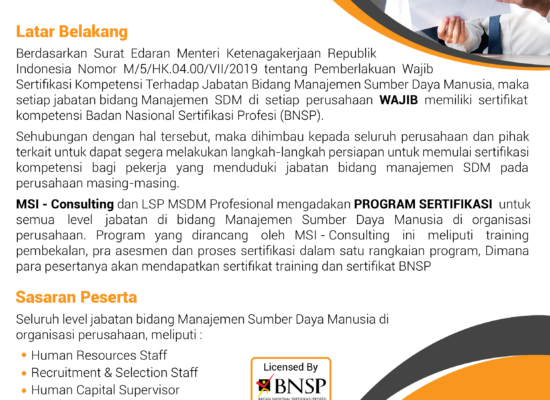 Latar Belakang
Berdasarkan Surat Edaran Menteri Ketenagakerjaan Republik
Indonesia Nomor M/5/HK.04.00/VII/2019 tentang Pemberlakuan Wajib
Sertifikasi Kompetensi Terhadap Jabatan Bidang Manajemen Sumber Daya Manusia, maka
setiap jabatan bidang Manajemen SDM di setiap perusahaan WAJIB memiliki sertifikat
kompetensi Badan Nasional Sertifikasi Profesi (BNSP).
Sehubungan dengan hal tersebut, maka dihimbau kepada seluruh perusahaan dan pihak
terkait untuk dapat segera melakukan langkah-langkah persiapan untuk memulai sertifikasi
kompetensi bagi pekerja yang menduduki jabatan bidang manajemen SDM pada
perusahaan masing-masing.
MSI - Consulting dan LSP MSDM Profesional mengadakan PROGRAM SERTIFIKASI untuk
semua level jabatan di bidang Manajemen Sumber Daya Manusia di organisasi
perusahaan. Program yang dirancang oleh MSI - Consulting ini meliputi training
pembekalan, pra asesmen dan proses sertifikasi dalam satu rangkaian program, Dimana
para pesertanya akan mendapatkan sertifikat training dan sertifikat BNSP
Sasaran Peserta
Seluruh level jabatan bidang Manajemen Sumber Daya Manusia di
organisasi perusahaan, meliputi :
• Human Resources Staff
• Recruitment & Selection Staff
• Human Capital Supervisor
Licensed By
BNSP
BADAN NASIONAL SERTIFIKASI PROFESI